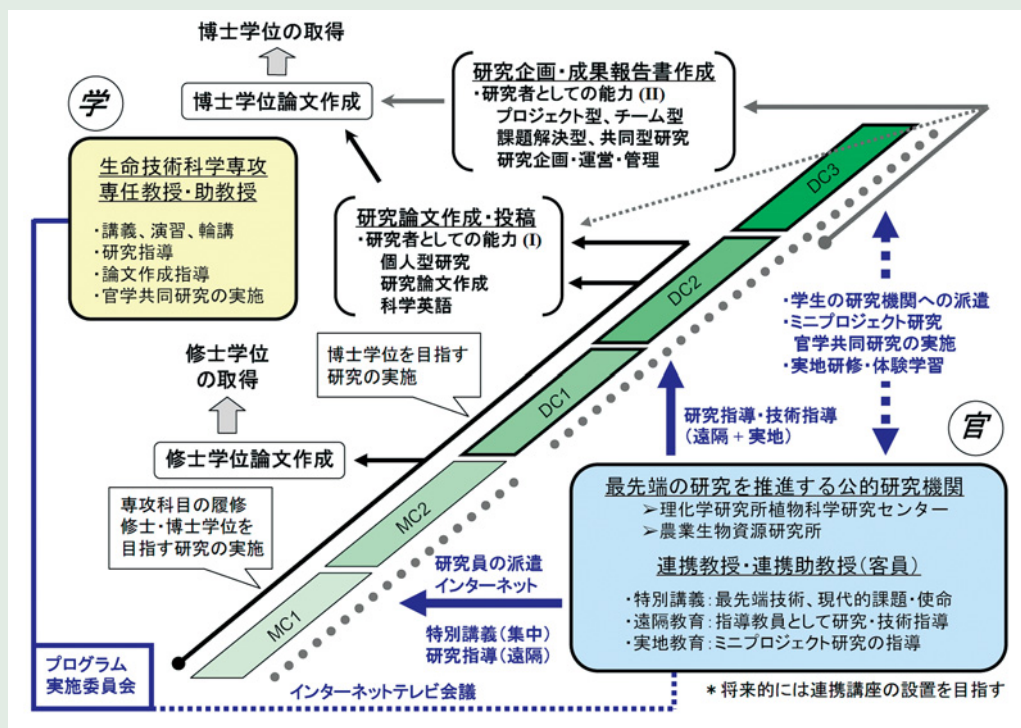 博士学位の取得
学
博士学位論文作成
研究企画・成果報告書作成
・研究者としての能力 (II)
プロジェクト型、チーム型
課題解決型、共同型研究
研究企画・運営・管理
生命技術科学専攻
専任教授・助教授
・講義、演習、輪講
・研究指導
・論文作成指導
・官学共同研究の実施
研究論文作成・投稿
・研究者としての能力 (I)
個人型研究
研究論文作成
科学英語
DC3
DC2
DC1
MC2
MC1
・学生の研究機関への派遣
・ミニプロジェクト研究
官学共同研究の実施
・実地研修・体験学習
修士学位
の取得
博士学位を目指す
研究の実施
修士学位論文作成
研究指導・技術指導
(遠隔 + 実地)
官
専攻科目の履修
修士・博士学位を
目指す研究の実施
最先端の研究を推進する公的研究機関
➢理化学研究所植物科学研究センター
➢農業生物資源研究所
連携教授・連携助教授(客員)
・特別講義:最先端技術、現代的課題・使命
・遠隔教育:指導教員として研究・技術指導
・実地教育:ミニプロジェクト研究の指導
研究員の派遣
インターネット
特別講義(集中)
研究指導(遠隔)
プログラム
実施委員会
インターネットテレビ会議
*将来的には連携講座の設置を目指す